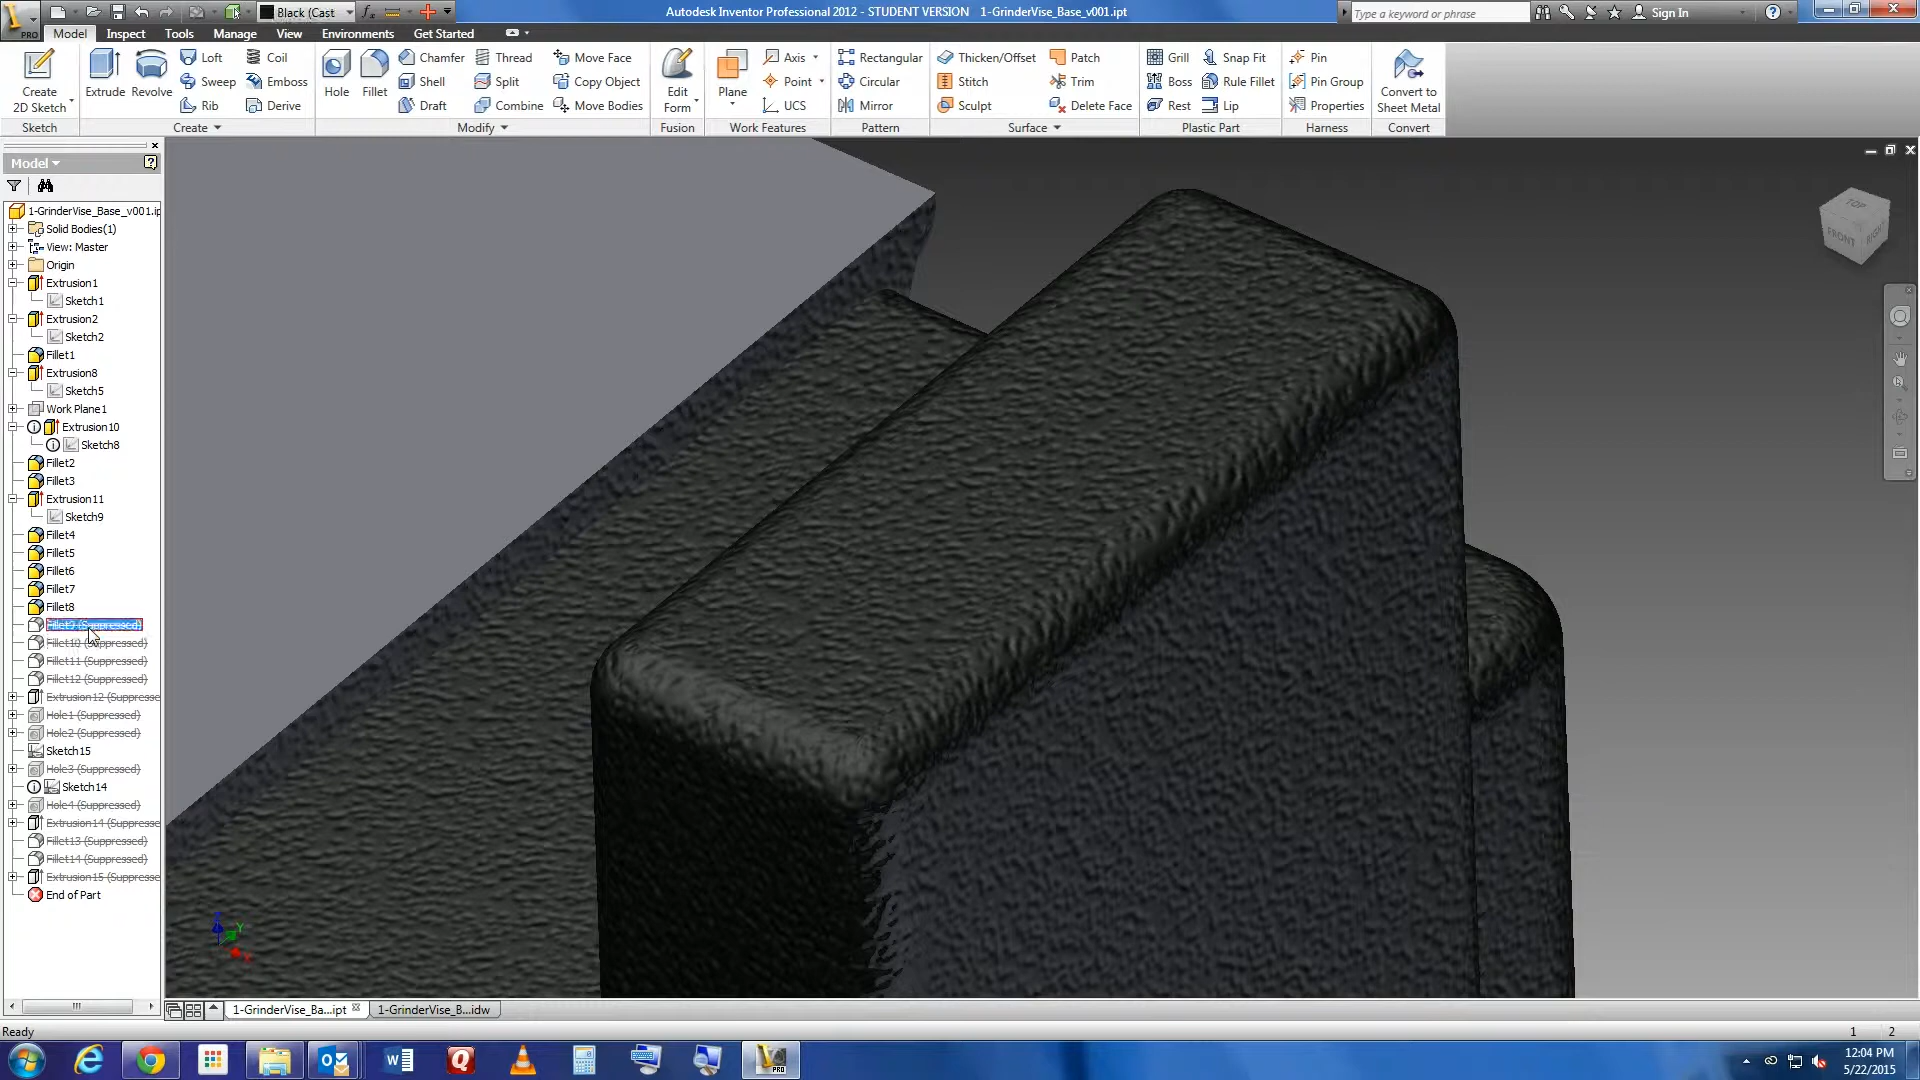 Black (Cast
Autodesk Inventor Professional 2012 - STUDENT VERSION 1-GrinderVise_Base_v001.ipt
Type a keyword or phrase
Sign In
PRO
Model Inspect Tools Manage View Environments Get Started
Create 2D Sketch
Extrude
Revolve
Loft
Sweep
Rib
Coil
Emboss
Derive
Hole
Fillet
Chamfer
Shell
Draft
Thread
Split
Combine
Move Face
Copy Object
Move Bodies
Edit Form
Plane
Axis
Point
UCS
Rectangular
Circular
Mirror
Thicken/Offset
Stitch
Sculpt
Patch
Trim
Delete Face
Grill
Boss
Rest
Snap Fit
Rule Fillet
Lip
Pin
Pin Group
Properties
Convert to Sheet Metal
Sketch
Create
Modify
Fusion
Work Features
Pattern
Surface
Plastic Part
Harness
Convert
Model
1-GrinderVise_Base_v001.ip
Solid Bodies(1)
View: Master
Origin
Extrusion1
Sketch1
Extrusion2
Sketch2
Fillet1
Extrusion8
Sketch5
Work Plane1
Extrusion10
Sketch8
Fillet2
Fillet3
Extrusion11
Sketch9
Fillet4
Fillet5
Fillet6
Fillet7
Fillet8
Fillet9 (Suppressed)
Fillet10 (Suppressed)
Fillet11 (Suppressed)
Fillet12 (Suppressed)
Extrusion12 (Suppresse
Hole1 (Suppressed)
Hole2 (Suppressed)
Sketch15
Hole3 (Suppressed)
Sketch14
Hole4 (Suppressed)
Extrusion14 (Suppresse
Fillet13 (Suppressed)
Fillet14 (Suppressed)
Extrusion15 (Suppresse
End of Part
TOP
FRONT
RIGHT
Z
Y
X
1-GrinderVise_Ba...ipt
1-GrinderVise_B...idw
Ready
1 2
PRO
12:04 PM
5/22/2015